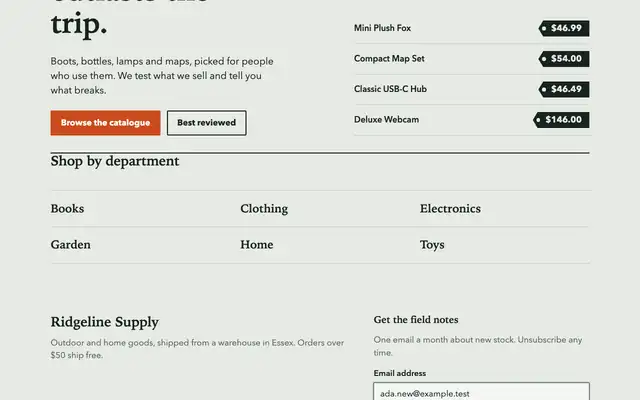 trip.
Boots, bottles, lamps and maps, picked for people
who use them. We test what we sell and tell you
what breaks.
Browse the catalogue
Best reviewed
Mini Plush Fox
$46.99
Compact Map Set
$54.00
Classic USB-C Hub
$46.49
Deluxe Webcam
$146.00
Shop by department
Books
Clothing
Electronics
Garden
Home
Toys
Ridgeline Supply
Outdoor and home goods, shipped from a warehouse in Essex. Orders over
$50 ship free.
Get the field notes
One email a month about new stock. Unsubscribe any
time.
Email address
ada.new@example.test